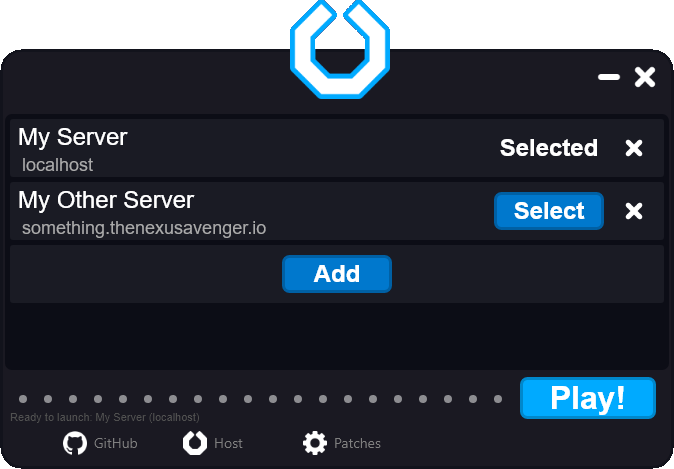 My Server
Selected
localhost
My Other Server
Select
something.thenexusavenger.io
Add
Play!
Ready to launch: My Server (localhost)
GitHub
Host
Patches